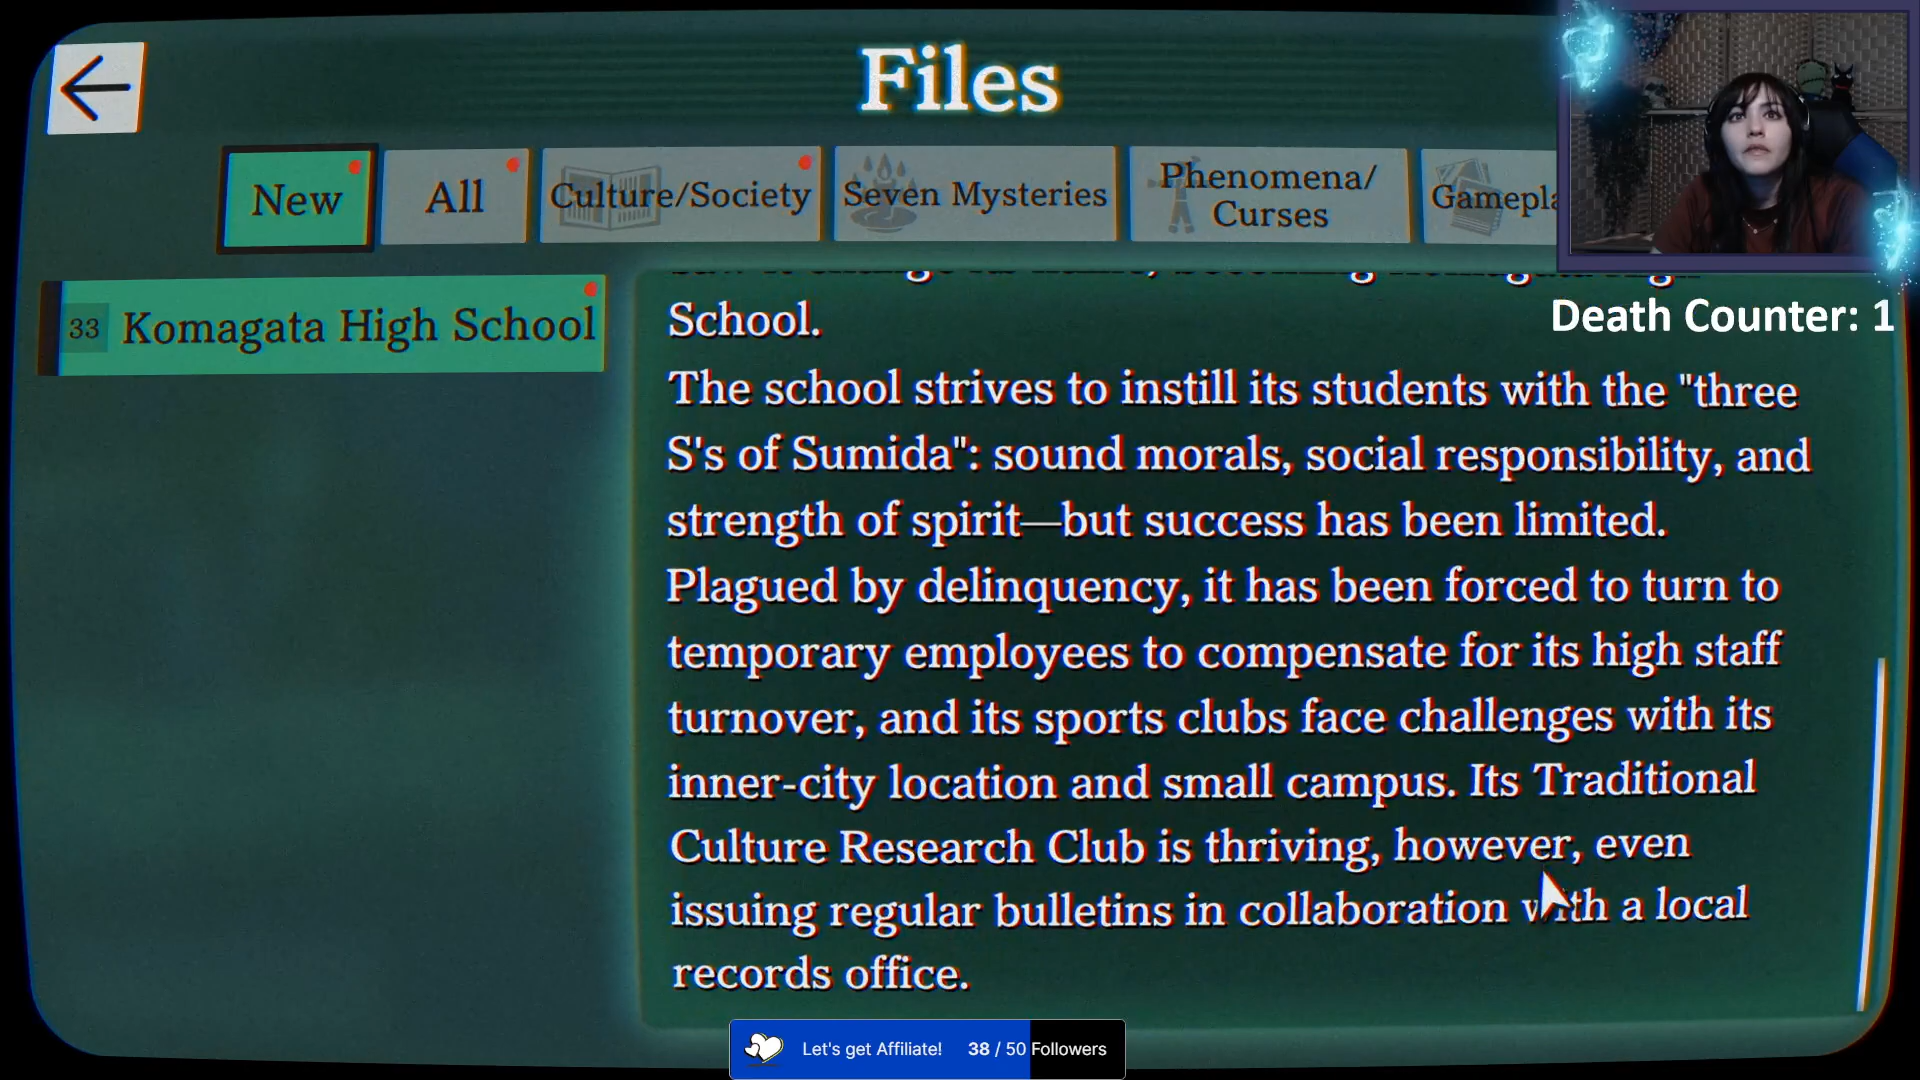 Files
New
All
Culture/Society
Seven Mysteries
Phenomena/
Curses
33 Komagata High School
School.
Death Counter: 1
The school strives to instill its students with the "three
S's of Sumida": sound morals, social responsibility, and
strength of spirit—but success has been limited.
Plagued by delinquency, it has been forced to turn to
temporary employees to compensate for its high staff
turnover, and its sports clubs face challenges with its
inner-city location and small campus. Its Traditional
Culture Research Club is thriving, however, even
issuing regular bulletins in collaboration with a local
records office.
Let's get Affiliate! 38 / 50 Followers